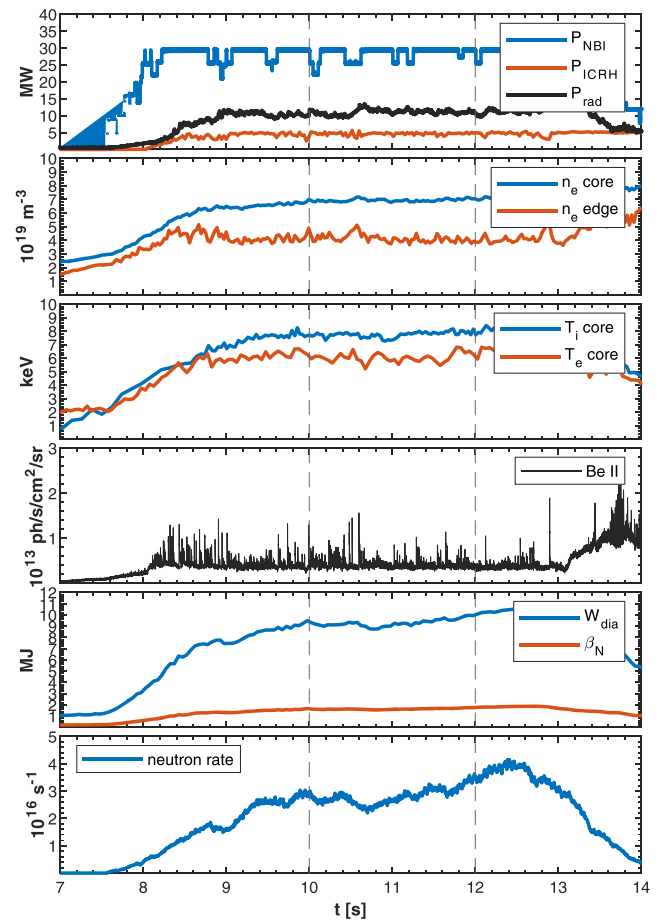 40
35
30
25
20
15
10
5
MW
P_NBI
P_ICRH
P_rad
10
9
8
7
6
5
4
3
2
1
10^19 m^-3
n_e core
n_e edge
10
9
8
7
6
5
4
3
2
1
keV
T_i core
T_e core
3
2
1
10^13 ph/s/cm^2/sr
Be II
12
11
10
9
8
7
6
5
4
3
2
1
MJ
W_dia
β_N
5
4
3
2
1
10^16 s^-1
neutron rate
7 8 9 10 11 12 13 14
t [s]